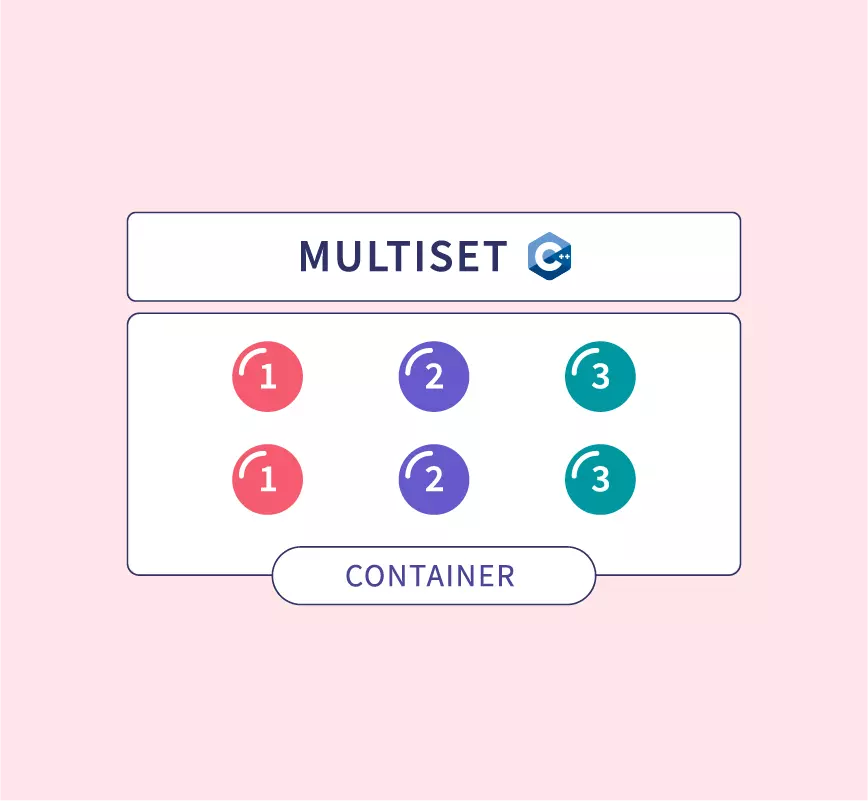 MULTISET C++
1 2 3
1 2 3
CONTAINER